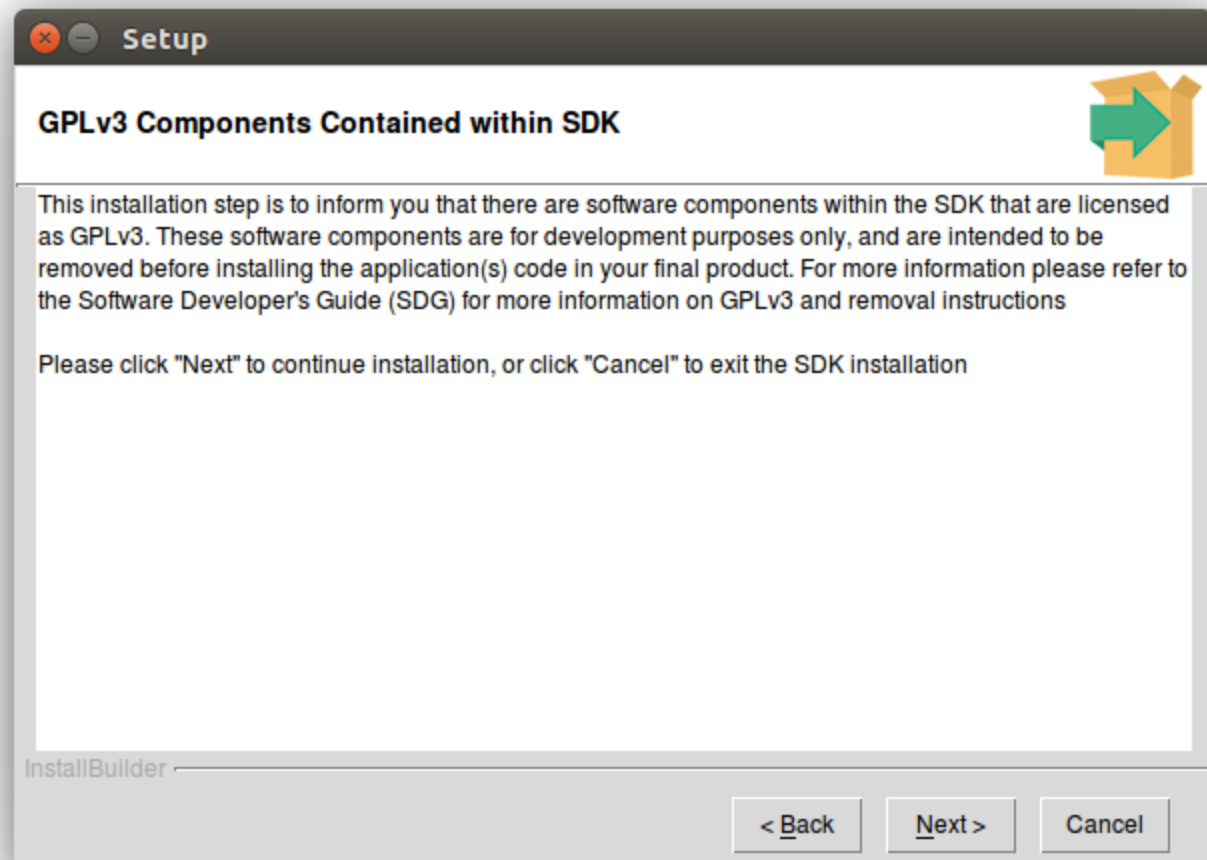 Setup
GPLv3 Components Contained within SDK
This installation step is to inform you that there are software components within the SDK that are licensed
as GPLv3. These software components are for development purposes only, and are intended to be
removed before installing the application(s) code in your final product. For more information please refer to
the Software Developer's Guide (SDG) for more information on GPLv3 and removal instructions
Please click "Next" to continue installation, or click "Cancel" to exit the SDK installation
InstallBuilder
< Back Next > Cancel